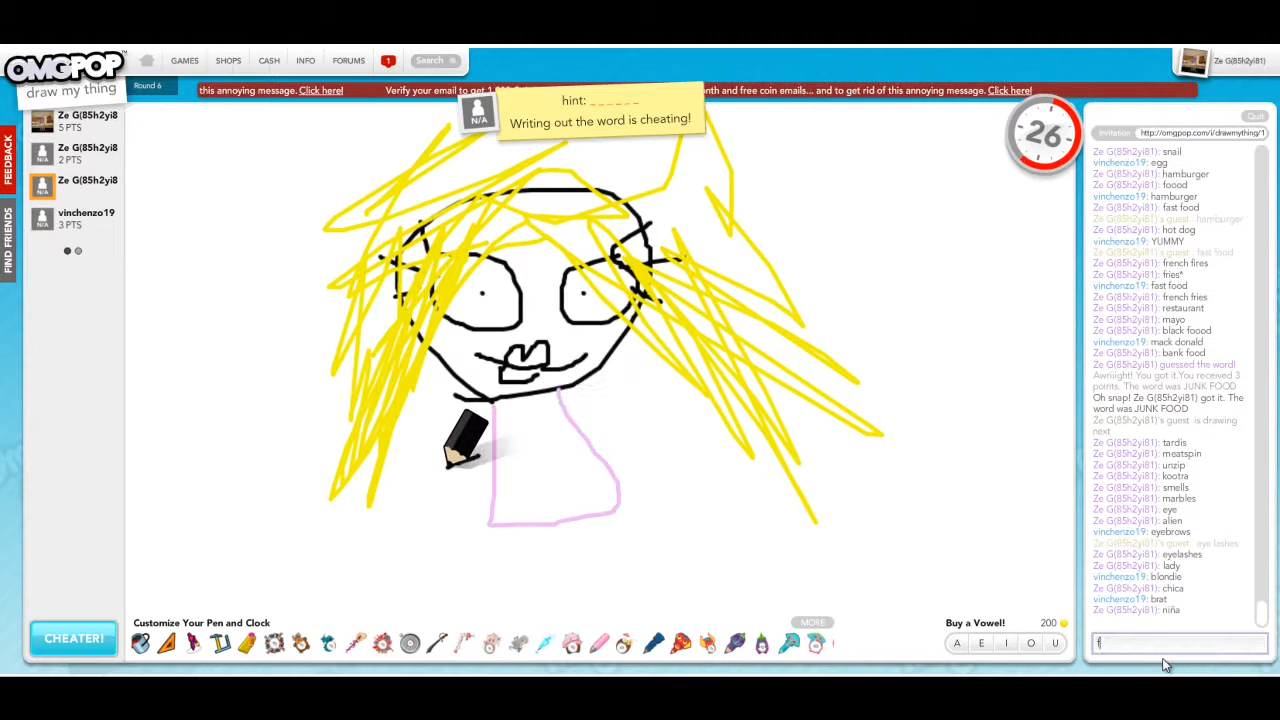 OMGPOP
draw my thing
GAMES
SHOPS
CASH
INFO
FORUMS
1
Search
Ze G(85h2yi81)
Round 6
this annoying message. Click here!
Verify your email to get
month and free coin emails... and to get rid of this annoying message. Click here!
N/A
hint: _ _ _ _ _ _
Writing out the word is cheating!
26
FEEDBACK
FIND FRIENDS
Ze G(85h2yi8
5 PTS
N/A
Ze G(85h2yi8
2 PTS
N/A
Ze G(85h2yi8
N/A
vinchenzo19
3 PTS
CHEATER!
Customize Your Pen and Clock
MORE
Buy a Vowel!
200
A
E
I
O
U
Quit
Invitation
http://omgpop.com/i/drawmything/1
Ze G(85h2yi81): snail
vinchenzo19: egg
Ze G(85h2yi81): hamburger
Ze G(85h2yi81): foood
vinchenzo19: hamburger
Ze G(85h2yi81): fast food
Ze G(85h2yi81)'s guest : hamburger
Ze G(85h2yi81): hot dog
vinchenzo19: YUMMY
Ze G(85h2yi81)'s guest : fast food
Ze G(85h2yi81): french fires
Ze G(85h2yi81): fries*
vinchenzo19: fast food
Ze G(85h2yi81): french fries
Ze G(85h2yi81): restaurant
Ze G(85h2yi81): mayo
Ze G(85h2yi81): black foood
vinchenzo19: mack donald
Ze G(85h2yi81): bank food
Ze G(85h2yi81) guessed the word!
Awriiight! You got it.You received 3
points. The word was JUNK FOOD
Oh snap! Ze G(85h2yi81) got it. The
word was JUNK FOOD
Ze G(85h2yi81)'s guest is drawing
next
Ze G(85h2yi81): tardis
Ze G(85h2yi81): meatspin
Ze G(85h2yi81): unzip
Ze G(85h2yi81): kootra
Ze G(85h2yi81): smells
Ze G(85h2yi81): marbles
Ze G(85h2yi81): eye
Ze G(85h2yi81): alien
vinchenzo19: eyebrows
Ze G(85h2yi81)'s guest : eye lashes
Ze G(85h2yi81): eyelashes
Ze G(85h2yi81): lady
vinchenzo19: blondie
Ze G(85h2yi81): chica
vinchenzo19: brat
Ze G(85h2yi81): niña
f